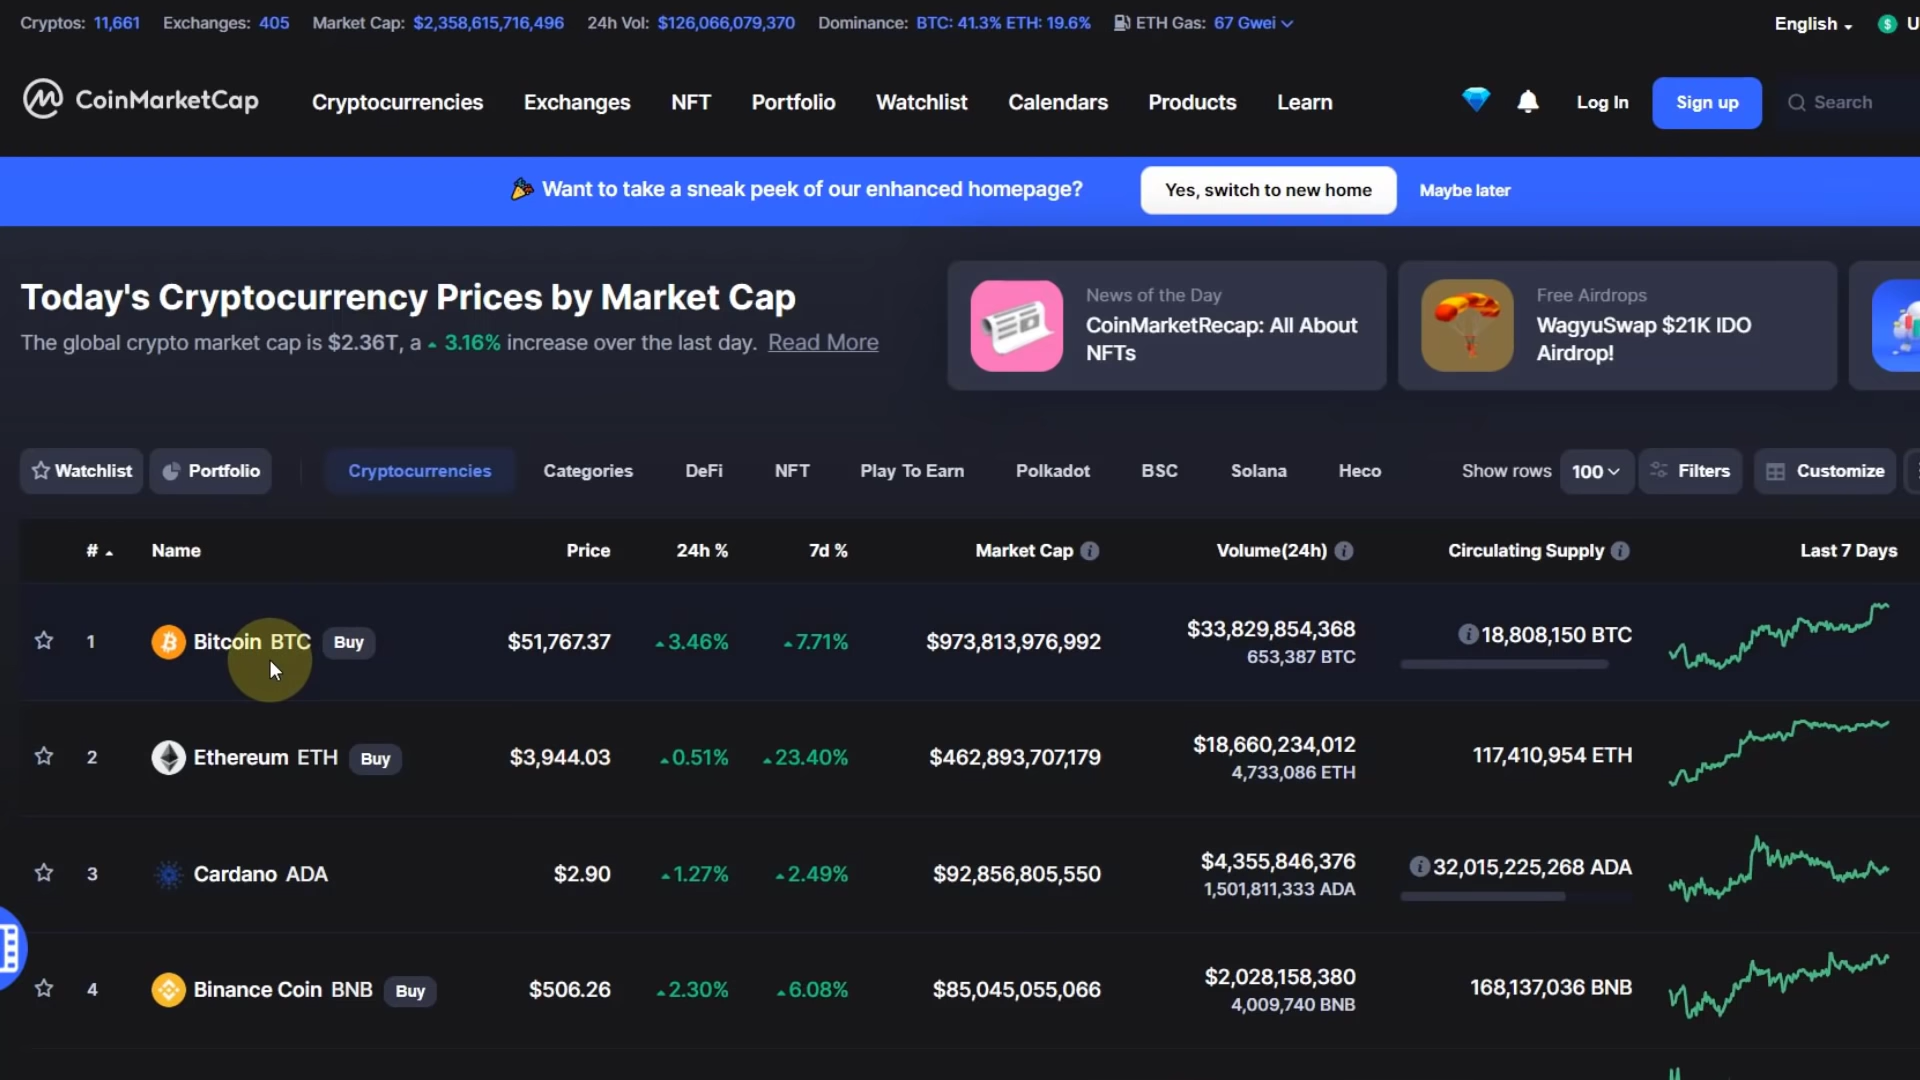 Cryptos: 11,661 Exchanges: 405 Market Cap: $2,358,615,716,496 24h Vol: $126,066,079,370 Dominance: BTC: 41.3% ETH: 19.6% ETH Gas: 67 Gwei English U
CoinMarketCap Cryptocurrencies Exchanges NFT Portfolio Watchlist Calendars Products Learn Log In Sign up Search
Want to take a sneak peek of our enhanced homepage? Yes, switch to new home Maybe later
Today's Cryptocurrency Prices by Market Cap
The global crypto market cap is $2.36T, a 3.16% increase over the last day. Read More
News of the Day
CoinMarketRecap: All About
NFTs
Free Airdrops
WagyuSwap $21K IDO
Airdrop!
Watchlist Portfolio Cryptocurrencies Categories DeFi NFT Play To Earn Polkadot BSC Solana Heco Show rows 100 Filters Customize
# Name Price 24h % 7d % Market Cap Volume(24h) Circulating Supply Last 7 Days
1 Bitcoin BTC Buy $51,767.37 3.46% 7.71% $973,813,976,992 $33,829,854,368 18,808,150 BTC
653,387 BTC
2 Ethereum ETH Buy $3,944.03 0.51% 23.40% $462,893,707,179 $18,660,234,012 117,410,954 ETH
4,733,086 ETH
3 Cardano ADA $2.90 1.27% 2.49% $92,856,805,550 $4,355,846,376 32,015,225,268 ADA
1,501,811,333 ADA
4 Binance Coin BNB Buy $506.26 2.30% 6.08% $85,045,055,066 $2,028,158,380 168,137,036 BNB
4,009,740 BNB